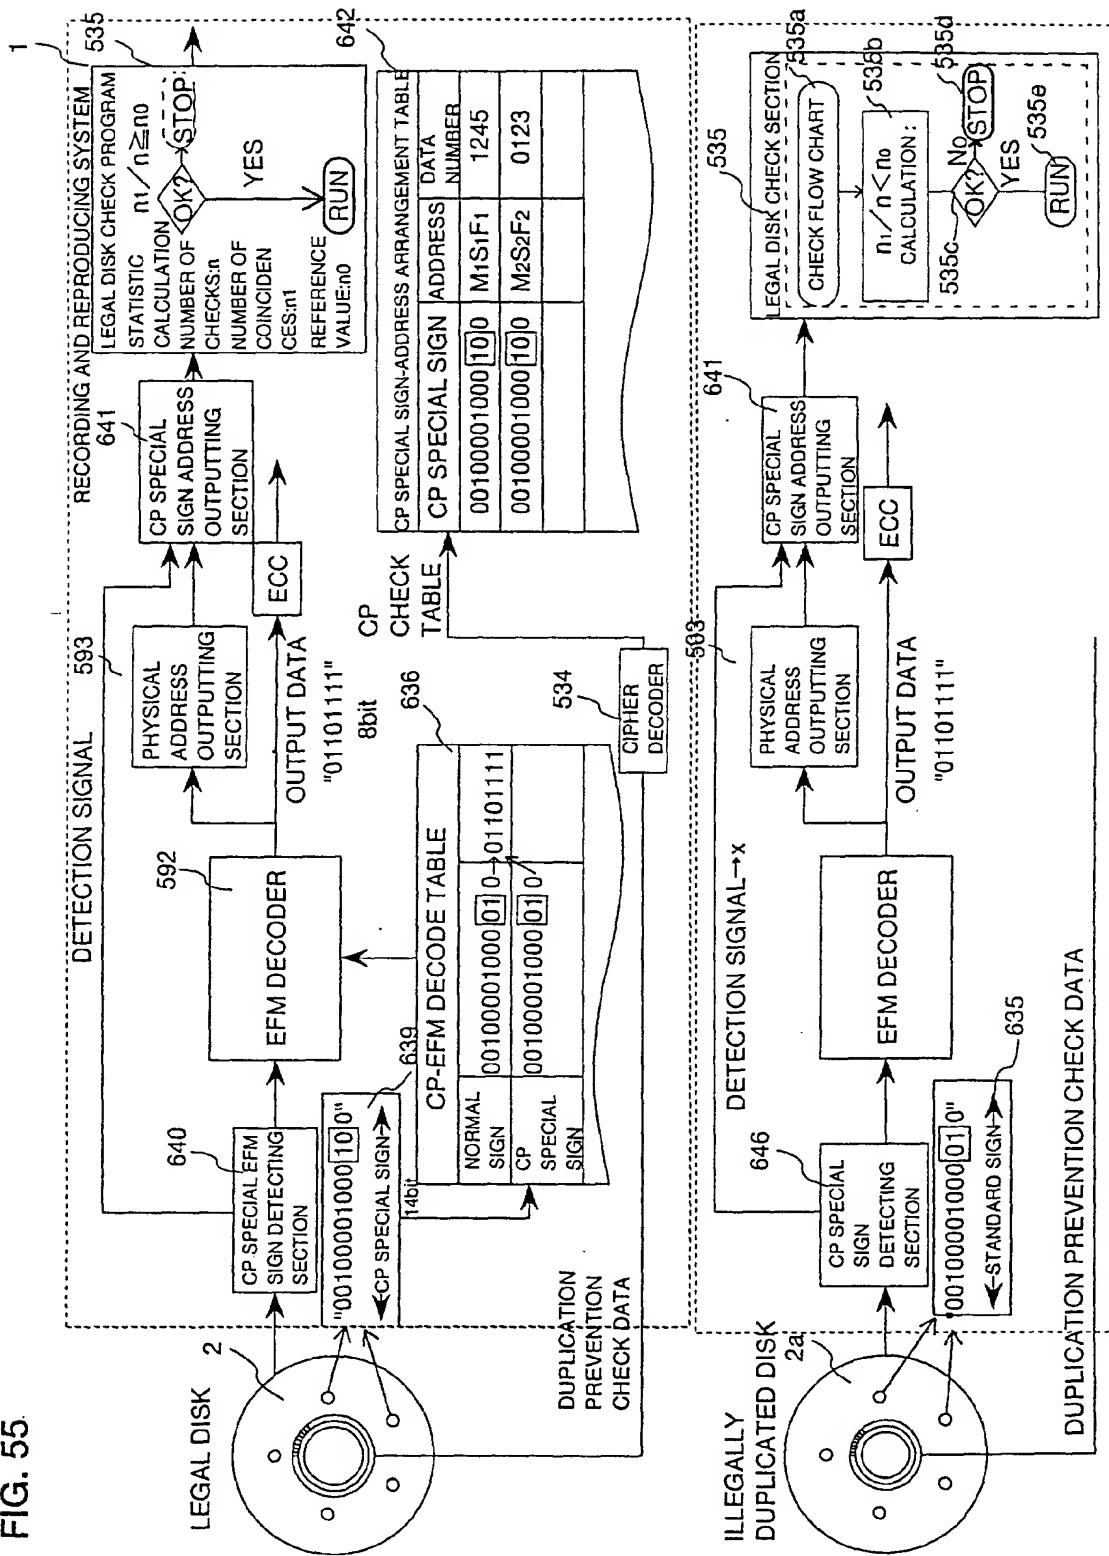 FIG. 55
LEGAL DISK
2
DETECTION SIGNAL
RECORDING AND REPRODUCING SYSTEM
1
640
CP SPECIAL EFM
SIGN DETECTING
SECTION
"00100001000100"
CP SPECIAL SIGN
639
14bit
592
EFM DECODER
593
PHYSICAL
ADDRESS
OUTPUTTING
SECTION
OUTPUT DATA
"01101111"
8bit
ECC
641
CP SPECIAL
SIGN ADDRESS
OUTPUTTING
SECTION
535
LEGAL DISK CHECK PROGRAM
STATISTIC
CALCULATION
NUMBER OF
CHECKS:n
NUMBER OF
COINCIDEN
CES:n1
REFERENCE
VALUE:n0
n1/n≧n0
OK?
STOP
YES
RUN
636
CP-EFM DECODE TABLE
NORMAL
SIGN
00100001000010
01101111
CP
SPECIAL
SIGN
00100001000010
534
CIPHER
DECODER
CP
CHECK
TABLE
642
CP SPECIAL SIGN-ADDRESS ARRANGEMENT TABLE
CP SPECIAL SIGN
ADDRESS
DATA
NUMBER
00100001000100
M1S1F1
1245
00100001000100
M2S2F2
0123
DUPLICATION
PREVENTION
CHECK DATA
ILLEGALLY
DUPLICATED DISK
2a
DETECTION SIGNAL→x
646
CP SPECIAL
SIGN
DETECTING
SECTION
"00100001000010"
STANDARD SIGN
635
EFM DECODER
PHYSICAL
ADDRESS
OUTPUTTING
SECTION
OUTPUT DATA
"01101111"
ECC
641
CP SPECIAL
SIGN ADDRESS
OUTPUTTING
SECTION
535
LEGAL DISK CHECK SECTION
535a
CHECK FLOW CHART
535b
n1/n<n0
CALCULATION:
535c
OK?
No
STOP
535d
YES
RUN
535e
DUPLICATION PREVENTION CHECK DATA